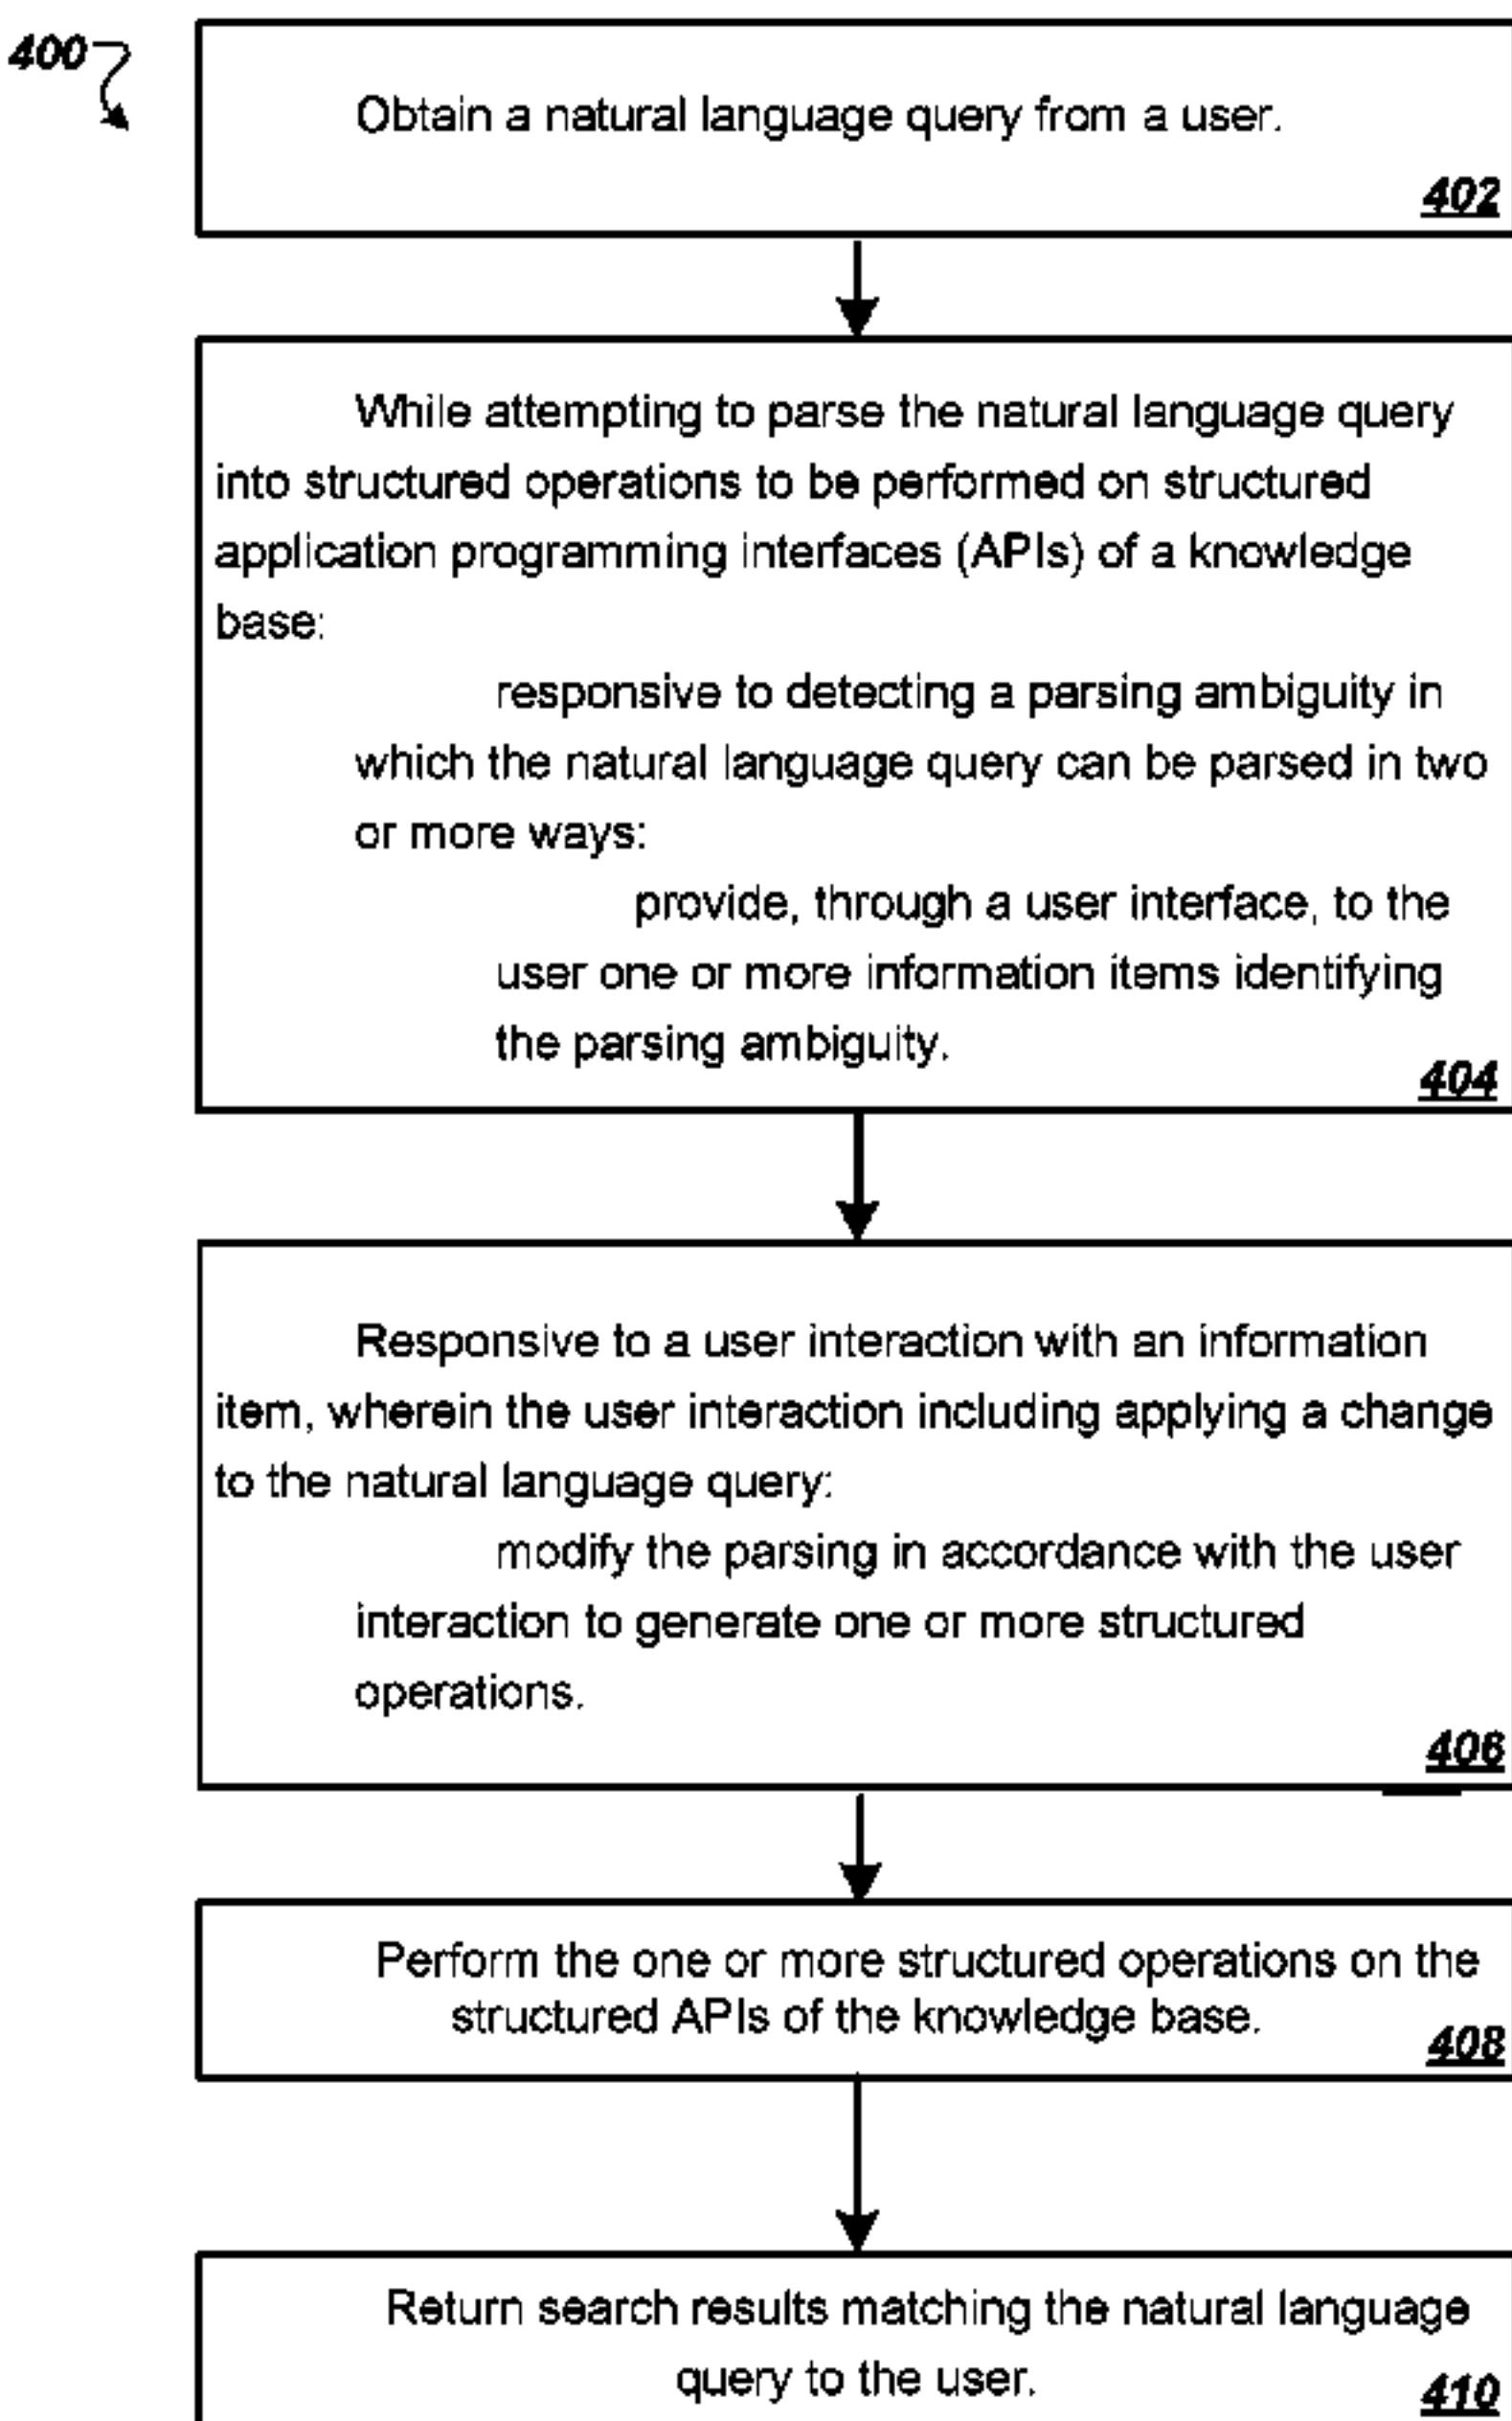 400
Obtain a natural language query from a user.
402
While attempting to parse the natural language query
into structured operations to be performed on structured
application programming interfaces (APIs) of a knowledge
base:
responsive to detecting a parsing ambiguity in
which the natural language query can be parsed in two
or more ways:
provide, through a user interface, to the
user one or more information items identifying
the parsing ambiguity.
404
Responsive to a user interaction with an information
item, wherein the user interaction including applying a change
to the natural language query:
modify the parsing in accordance with the user
interaction to generate one or more structured
operations.
406
Perform the one or more structured operations on the
structured APIs of the knowledge base.
408
Return search results matching the natural language
query to the user.
410